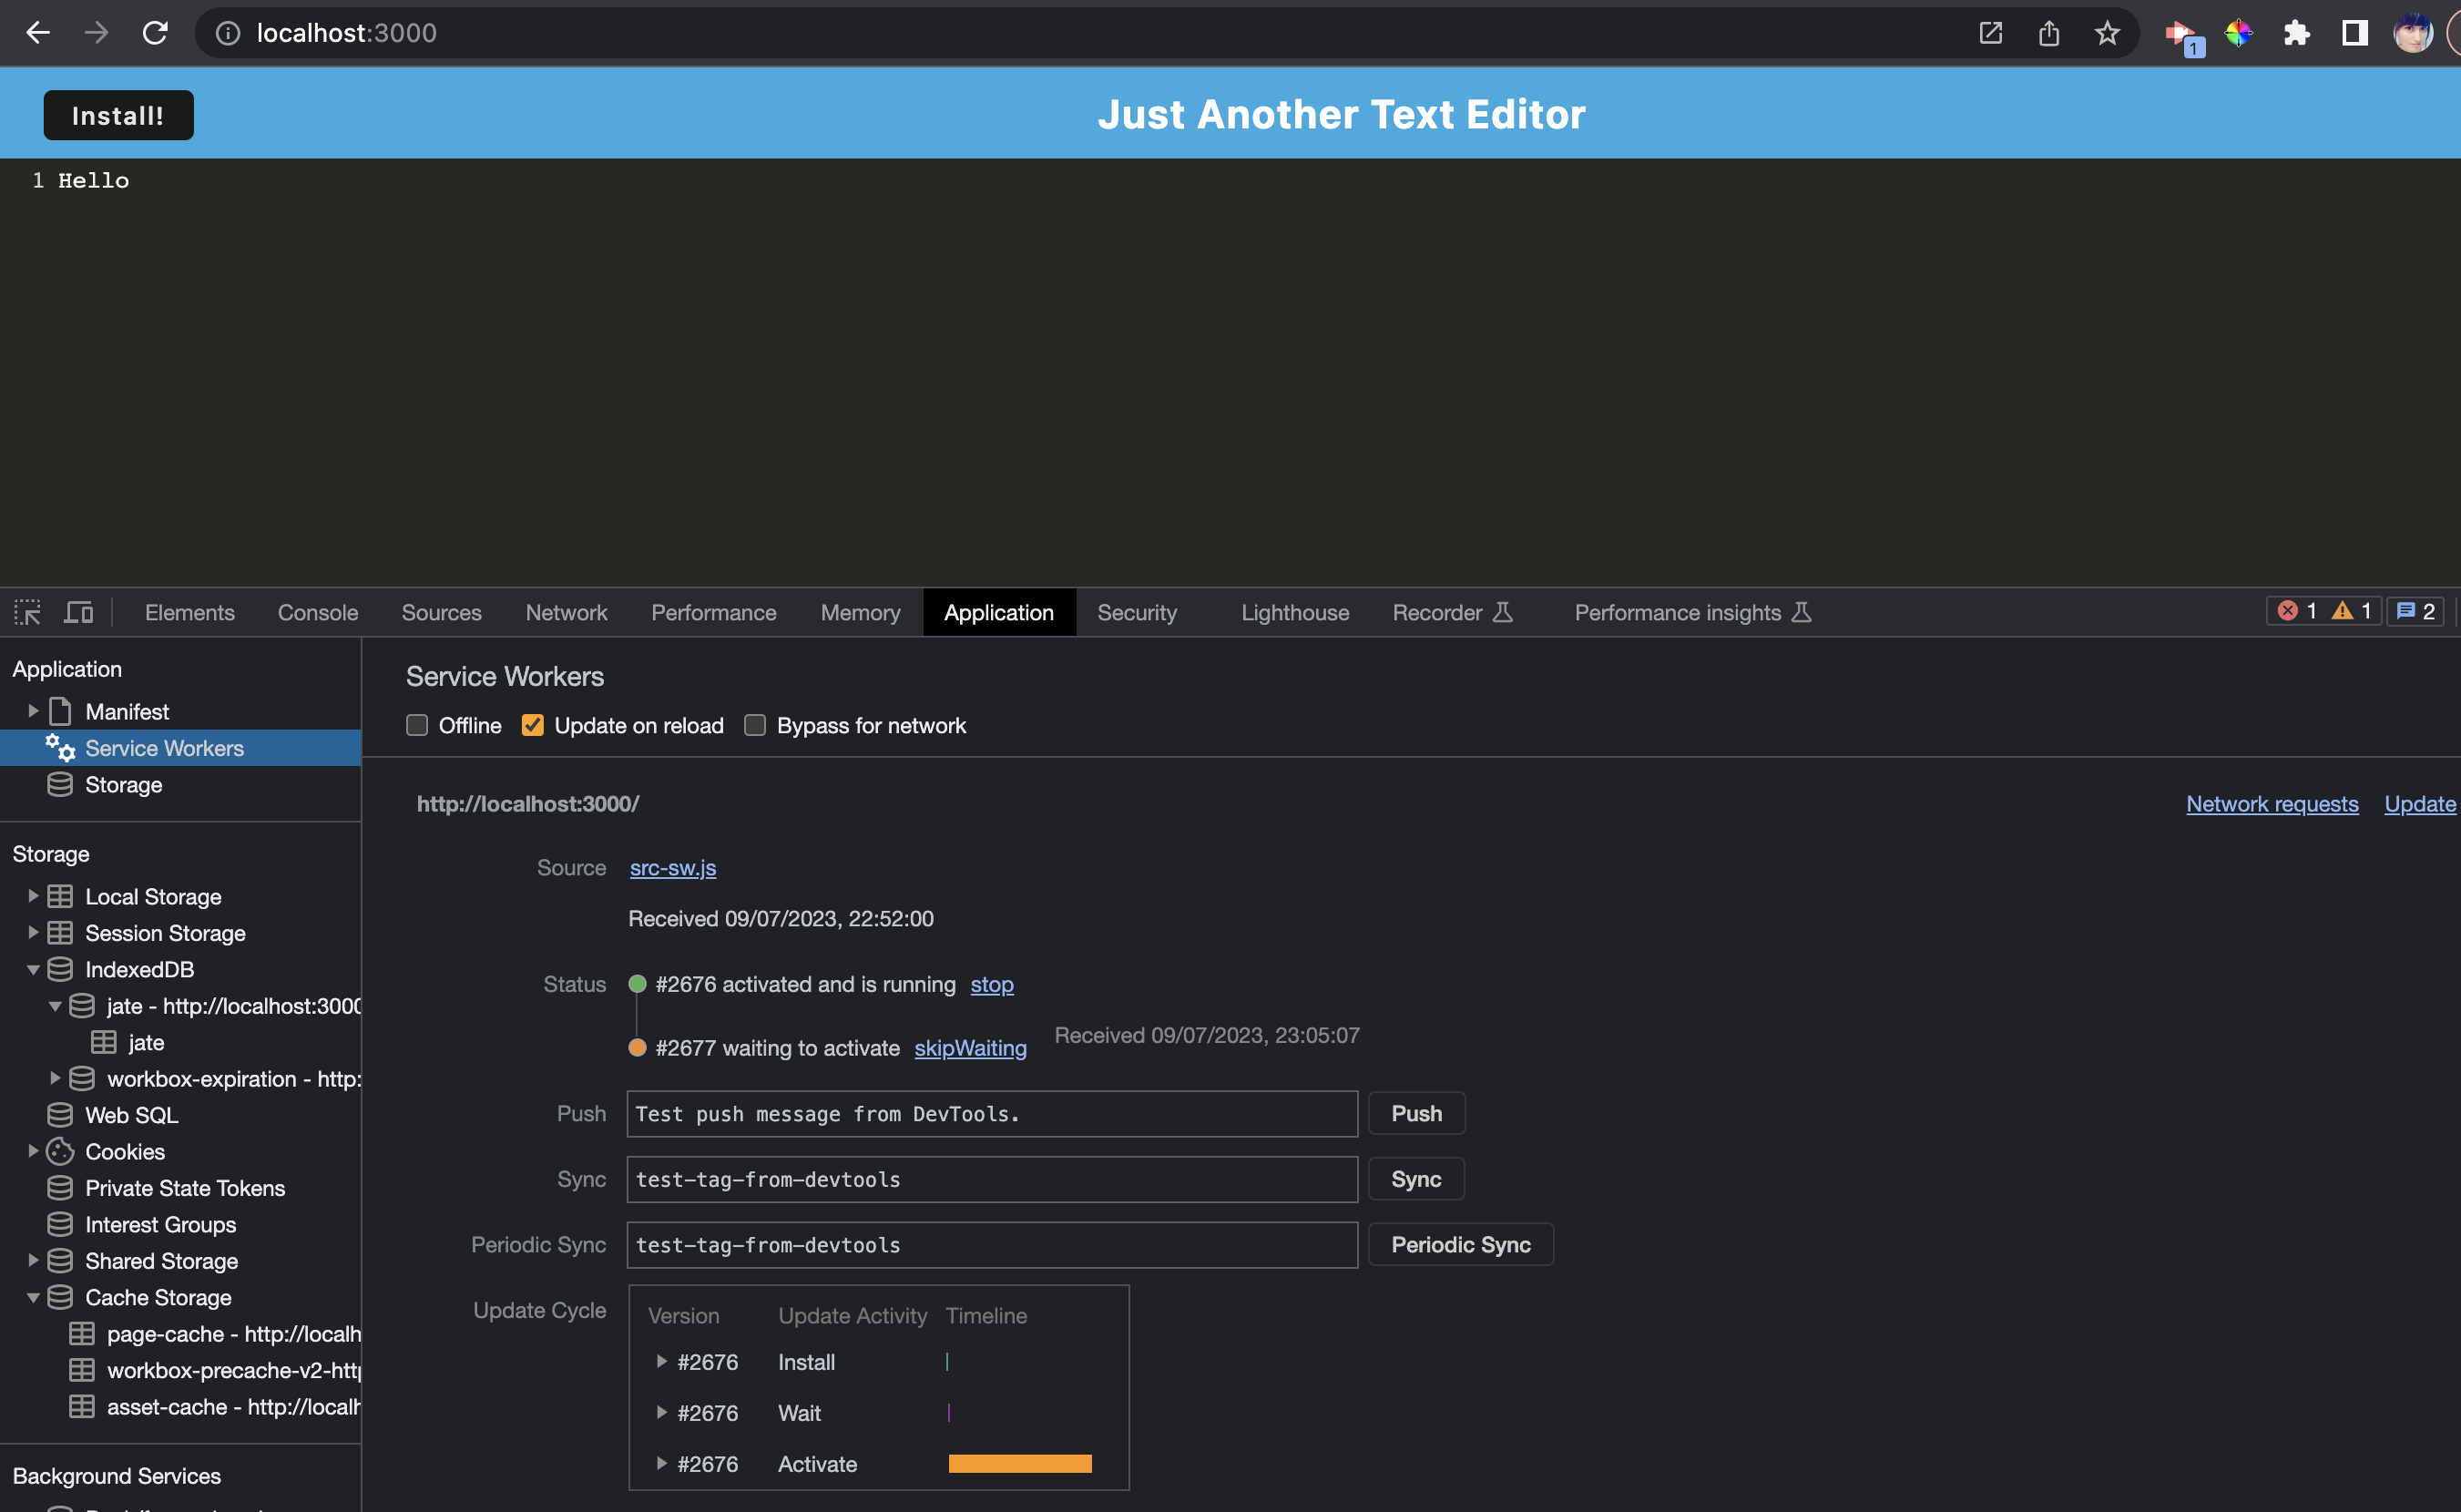 localhost:3000
1
Install!
Just Another Text Editor
1 Hello
Elements Console Sources Network Performance Memory Application Security Lighthouse Recorder Performance insights 1 1 2
Application
Manifest
Service Workers
Storage
Storage
Local Storage
Session Storage
IndexedDB
jate - http://localhost:3000
jate
workbox-expiration - http:
Web SQL
Cookies
Private State Tokens
Interest Groups
Shared Storage
Cache Storage
page-cache - http://localh
workbox-precache-v2-http
asset-cache - http://localh
Background Services
Service Workers
Offline Update on reload Bypass for network
http://localhost:3000/ Network requests Update
Source src-sw.js
Received 09/07/2023, 22:52:00
Status #2676 activated and is running stop
#2677 waiting to activate skipWaiting Received 09/07/2023, 23:05:07
Push Test push message from DevTools. Push
Sync test-tag-from-devtools Sync
Periodic Sync test-tag-from-devtools Periodic Sync
Update Cycle Version Update Activity Timeline
#2676 Install
#2676 Wait
#2676 Activate